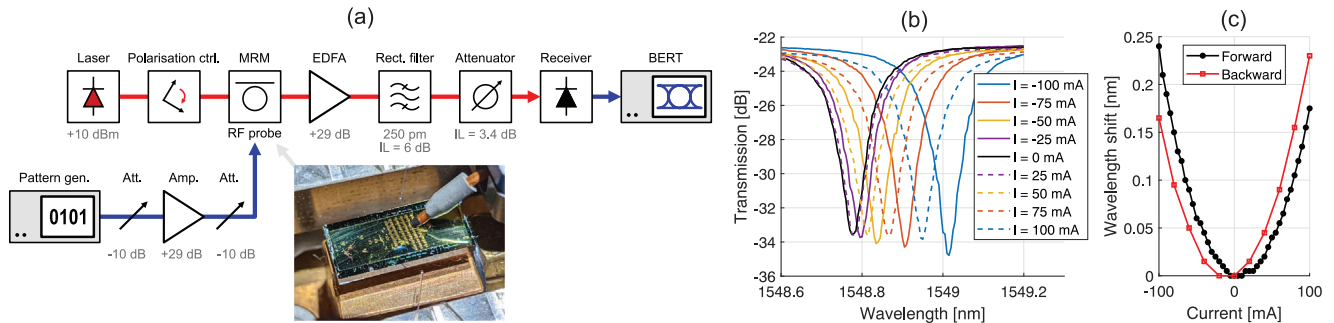 (a)
Laser Polarisation ctrl. MRM EDFA Rect. filter Attenuator Receiver BERT
RF probe
+10 dBm +29 dB 250 pm IL = 3.4 dB
IL = 6 dB
Pattern gen. Att. Amp. Att.
0101
-10 dB +29 dB -10 dB
(b)
-22
-24
-26
-28
-30
-32
-34
-36
Transmission [dB]
I = -100 mA
I = -75 mA
I = -50 mA
I = -25 mA
I = 0 mA
I = 25 mA
I = 50 mA
I = 75 mA
I = 100 mA
1548.6 1548.8 1549 1549.2
Wavelength [nm]
(c)
0.25
0.2
0.15
0.1
0.05
0
Wavelength shift [nm]
Forward
Backward
-100 0 100
Current [mA]